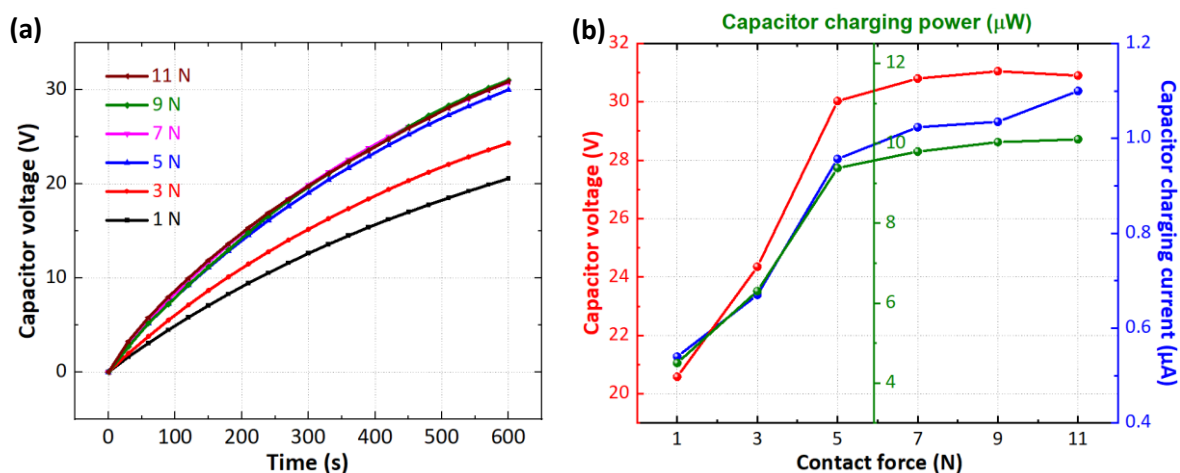 (a)
30
20
10
0
0 100 200 300 400 500 600
Capacitor voltage (V)
Time (s)
11 N
9 N
7 N
5 N
3 N
1 N
(b)
Capacitor charging power (μW)
32
30
28
26
24
22
20
Capacitor voltage (V)
12
10
8
6
4
1.2
1.0
0.8
0.6
0.4
Capacitor charging current (μA)
1 3 5 7 9 11
Contact force (N)